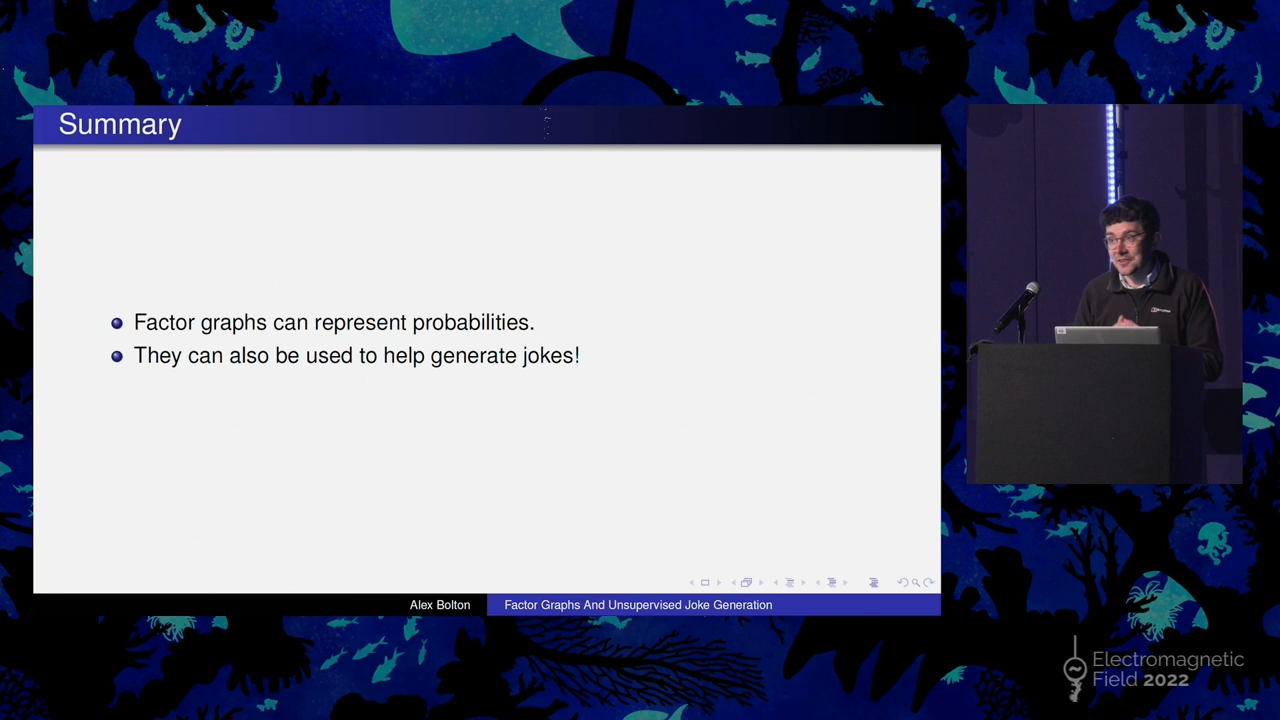 Summary
Factor graphs can represent probabilities.
They can also be used to help generate jokes!
Alex Bolton
Factor Graphs And Unsupervised Joke Generation
Electromagnetic
Field 2022